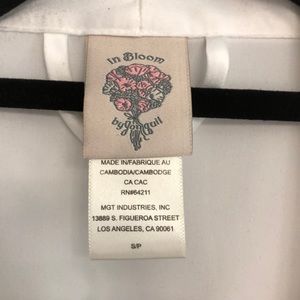 In Bloom
by Jonquil
MADE IN/FABRIQUE AU
CAMBODIA/CAMBODGE
CA CAC
RN#64211
MGT INDUSTRIES, INC
13889 S. FIGUEROA STREET
LOS ANGELES, CA 90061
S/P